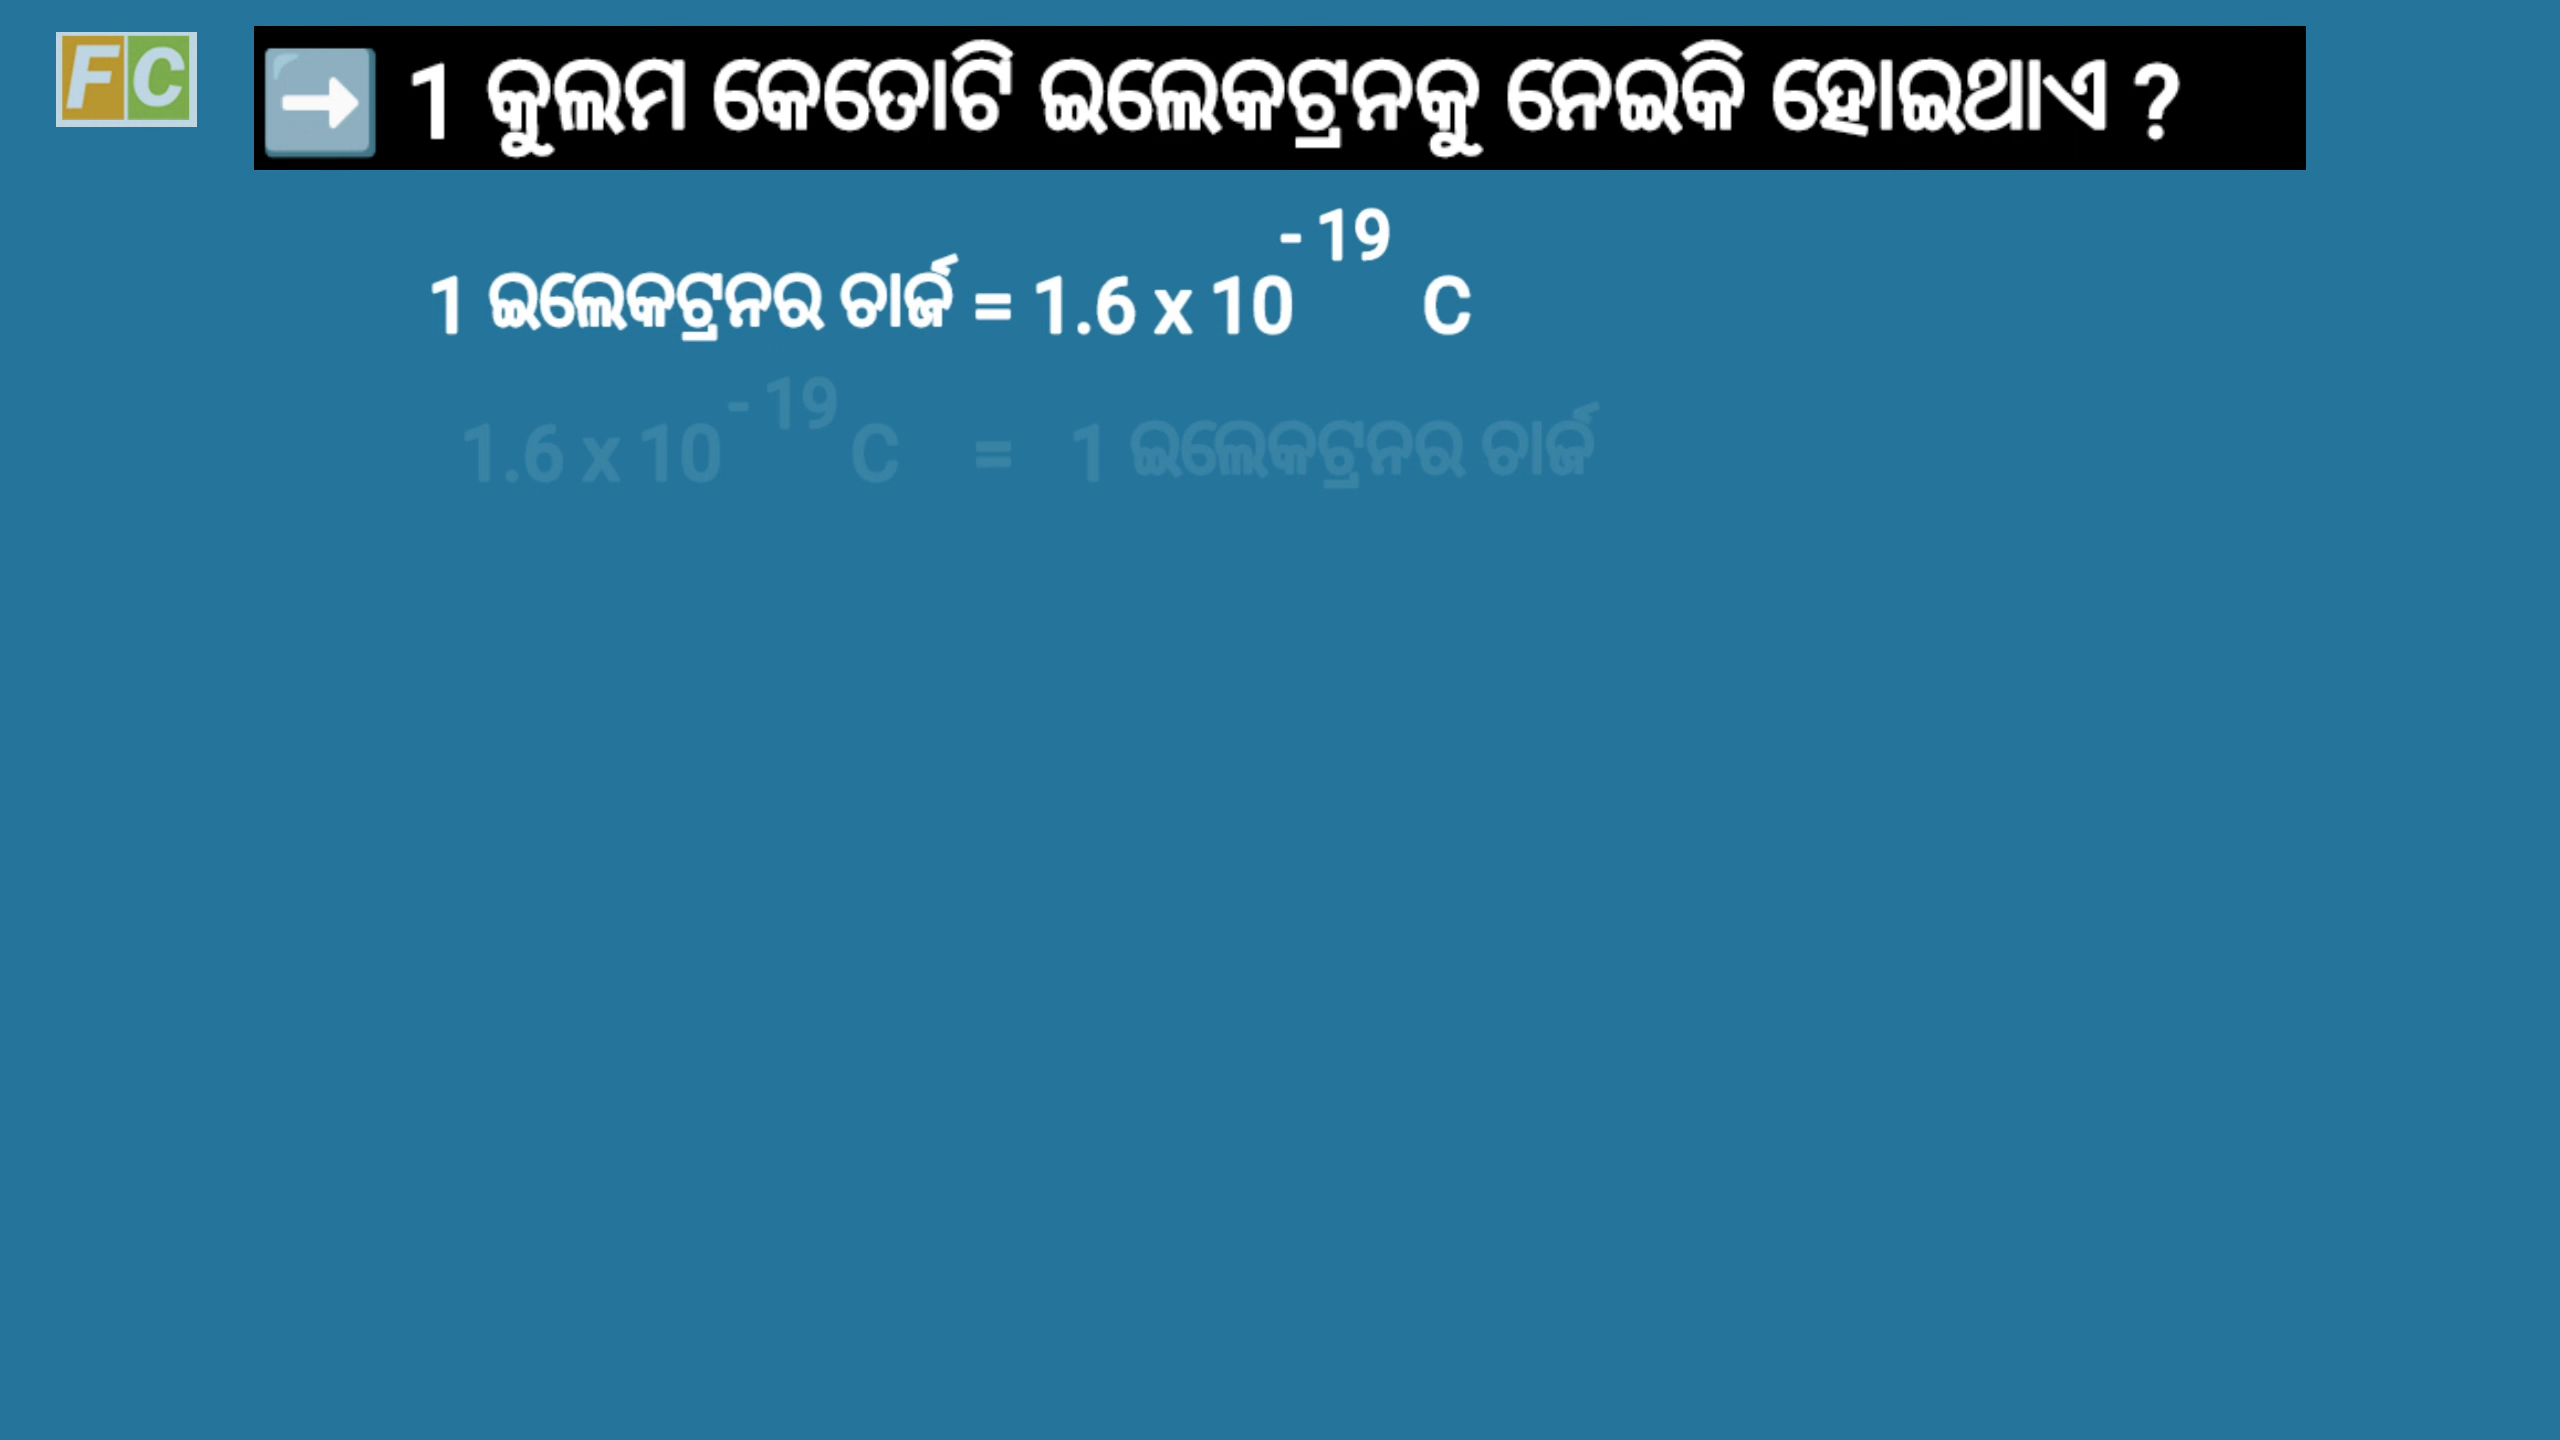 FC
➡️ 1 କୁଲମ କେତୋଟି ଇଲେକଟ୍ରନକୁ ନେଇକି ହୋଇଥାଏ ?
1 ଇଲେକଟ୍ରନର ଚାର୍ଜ = 1.6 x 10⁻¹⁹ C
1.6 x 10⁻¹⁹ C = 1 ଇଲେକଟ୍ରନର ଚାର୍ଜ